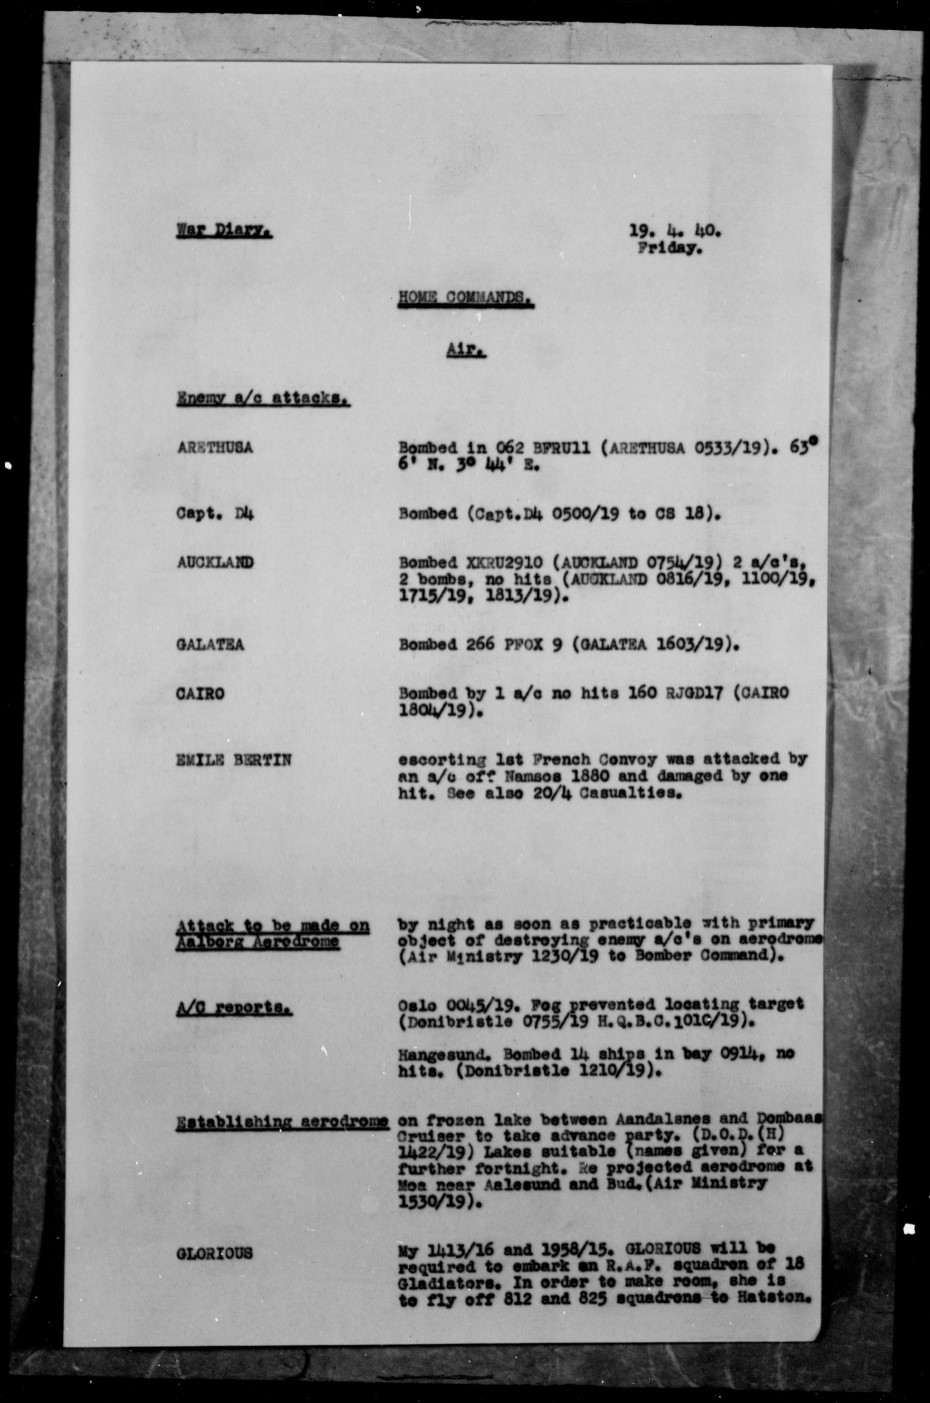 War Diary.
19. 4. 40.
Friday.
HOME COMMANDS.
Air.
Enemy a/c attacks.
ARETHUSA Bombed in 062 BFRU11 (ARETHUSA 0533/19). 63°
6' N. 3° 44' E.
Capt. D4 Bombed (Capt.D4 0500/19 to CS 18).
AUCKLAND Bombed XKRU2910 (AUCKLAND 0754/19) 2 a/c's,
2 bombs, no hits (AUCKLAND 0816/19, 1100/19,
1715/19, 1813/19).
GALATEA Bombed 266 PFOX 9 (GALATEA 1603/19).
CAIRO Bombed by 1 a/c no hits 160 RJGD17 (CAIRO
1804/19).
EMILE BERTIN escorting 1st French Convoy was attacked by
an a/c off Namsos 1880 and damaged by one
hit. See also 20/4 Casualties.
Attack to be made on by night as soon as practicable with primary
Aalborg Aerodrome object of destroying enemy a/c's on aerodrome
(Air Ministry 1230/19 to Bomber Command).
A/C reports. Oslo 0045/19. Fog prevented locating target
(Donibristle 0755/19 H.Q.B.C.1010/19).
Hangesund. Bombed 14 ships in bay 0914, no
hits. (Donibristle 1210/19).
Establishing aerodrome on frozen lake between Aandalsnes and Dombaas
Cruiser to take advance party. (D.O.D.(H)
1422/19) Lakes suitable (names given) for a
further fortnight. Re projected aerodrome at
Moa near Aalesund and Bud.(Air Ministry
1530/19).
GLORIOUS My 1413/16 and 1958/15. GLORIOUS will be
required to embark an R.A.F. squadron of 18
Gladiators. In order to make room, she is
to fly off 812 and 825 squadrons to Hatston.